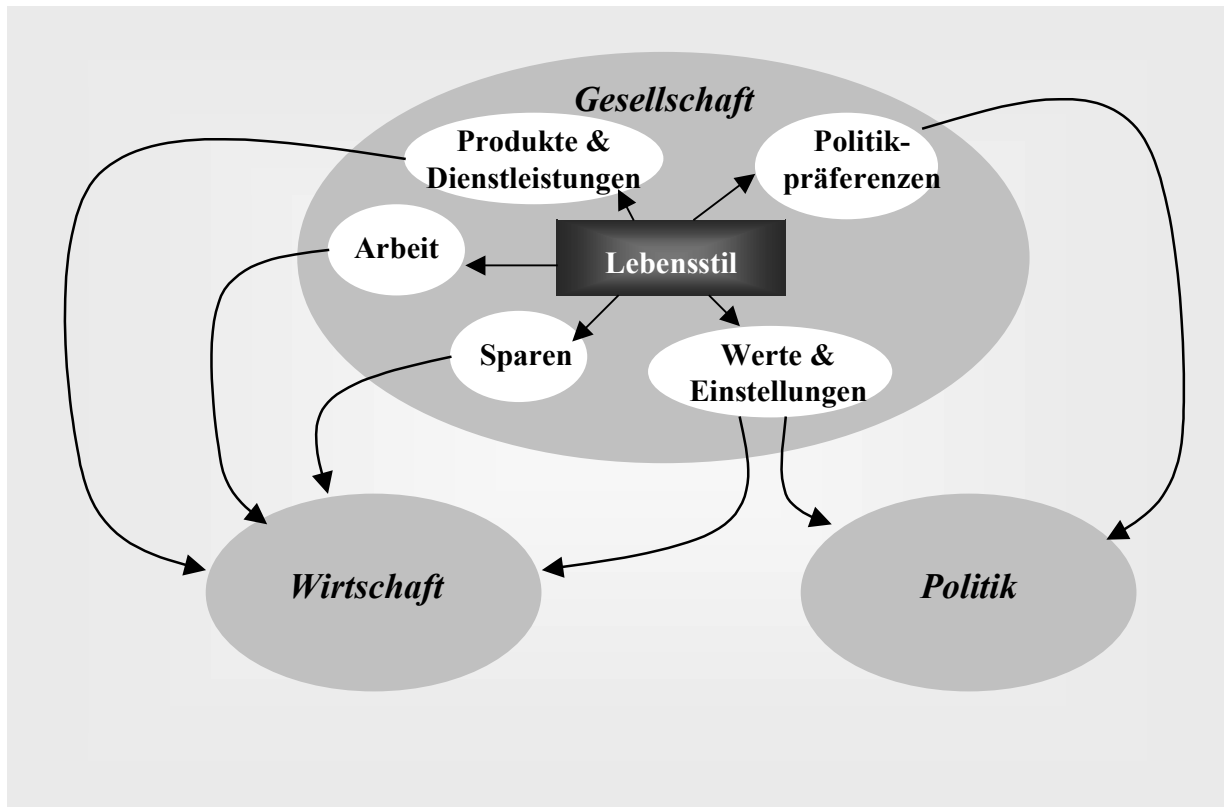 Gesellschaft
Produkte &
Dienstleistungen
Politik-
präferenzen
Arbeit
Lebensstil
Sparen
Werte &
Einstellungen
Wirtschaft
Politik